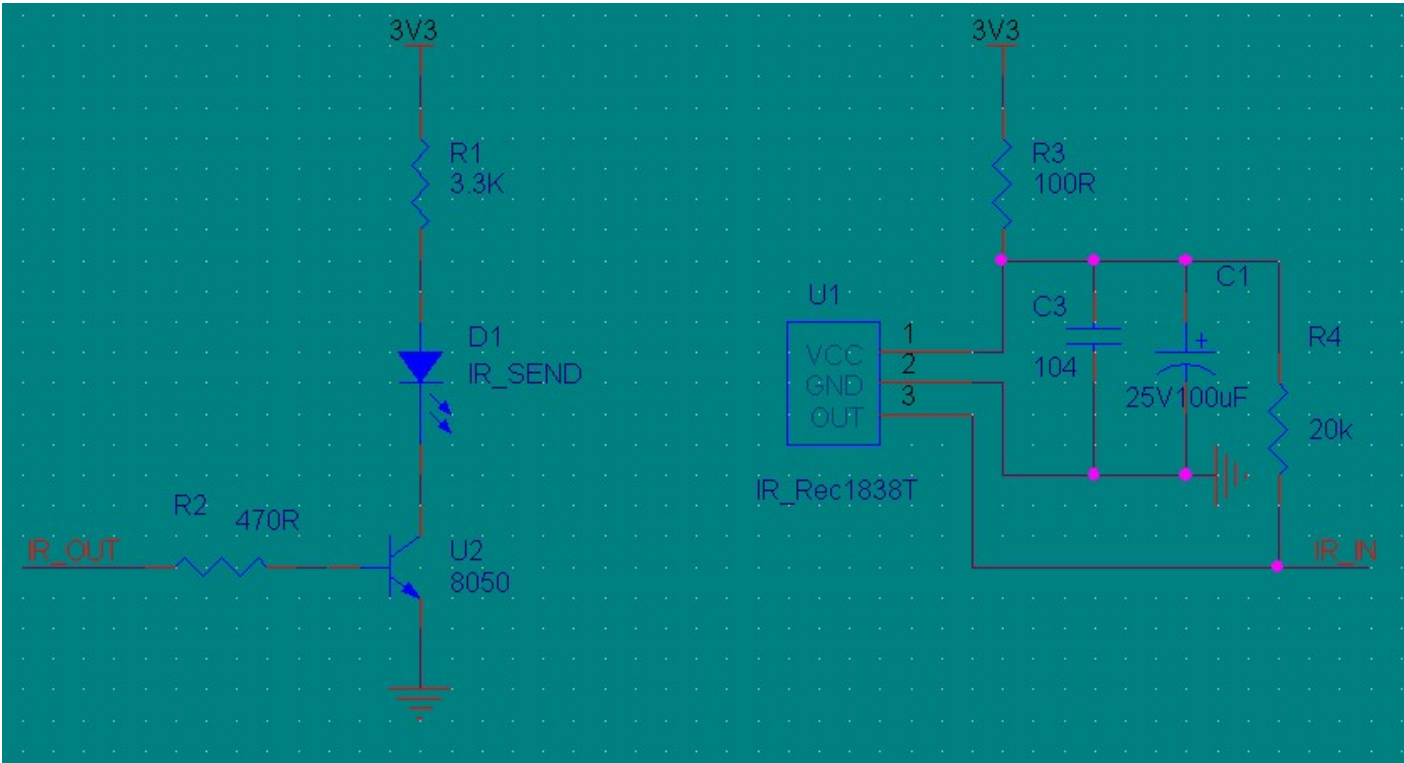 3V3
R1
3.3K
D1
IR_SEND
R2
470R
IR_OUT
U2
8050
3V3
R3
100R
C1
U1
C3
104
1
VCC
2
GND
3
OUT
+
25V100uF
R4
20k
IR_Rec1838T
IR_IN